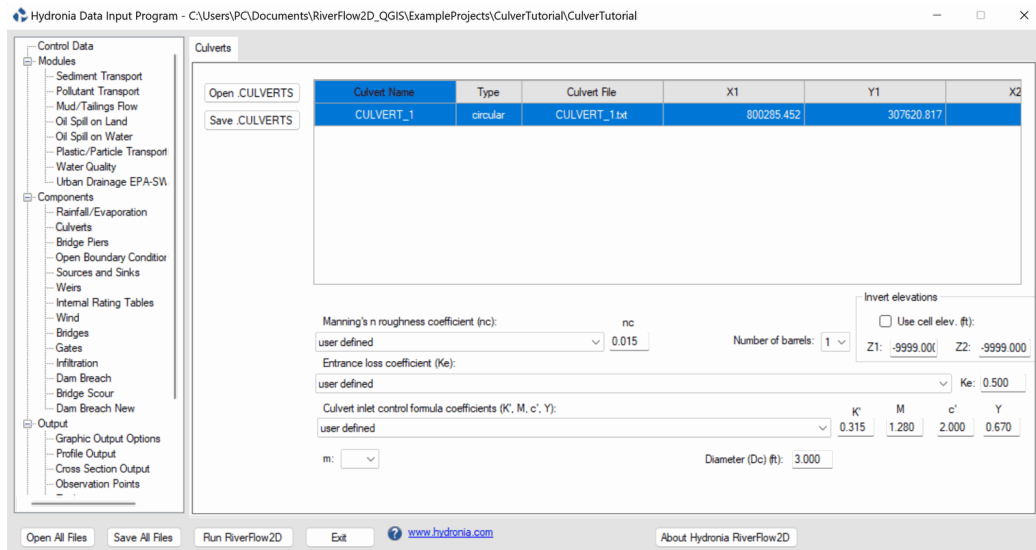 Hydronia Data Input Program - C:\Users\PC\Documents\RiverFlow2D_QGIS\ExampleProjects\CulverTutorial\CulverTutorial
Control Data
Modules
Sediment Transport
Pollutant Transport
Mud/Tailings Flow
Oil Spill on Land
Oil Spill on Water
Plastic/Particle Transport
Water Quality
Urban Drainage EPA-SW
Components
Rainfall/Evaporation
Culverts
Bridge Piers
Open Boundary Condition
Sources and Sinks
Weirs
Internal Rating Tables
Wind
Bridges
Gates
Infiltration
Dam Breach
Bridge Scour
Dam Breach New
Output
Graphic Output Options
Profile Output
Cross Section Output
Observation Points
Culverts
Open .CULVERTS
Save .CULVERTS
Culvert Name Type Culvert File X1 Y1 X2
CULVERT_1 circular CULVERT_1.txt 800285.452 307620.817
Invert elevations
Use cell elev. (ft):
Z1: -9999.00( Z2: -9999.000
Manning's n roughness coefficient (nc): nc
user defined 0.015 Number of barrels: 1
Entrance loss coefficient (Ke):
user defined Ke: 0.500
Culvert inlet control formula coefficients (K', M, c', Y): K' M c' Y
user defined 0.315 1.280 2.000 0.670
m: Diameter (Dc) (ft): 3.000
Open All Files Save All Files Run RiverFlow2D Exit ? www.hydronia.com About Hydronia RiverFlow2D